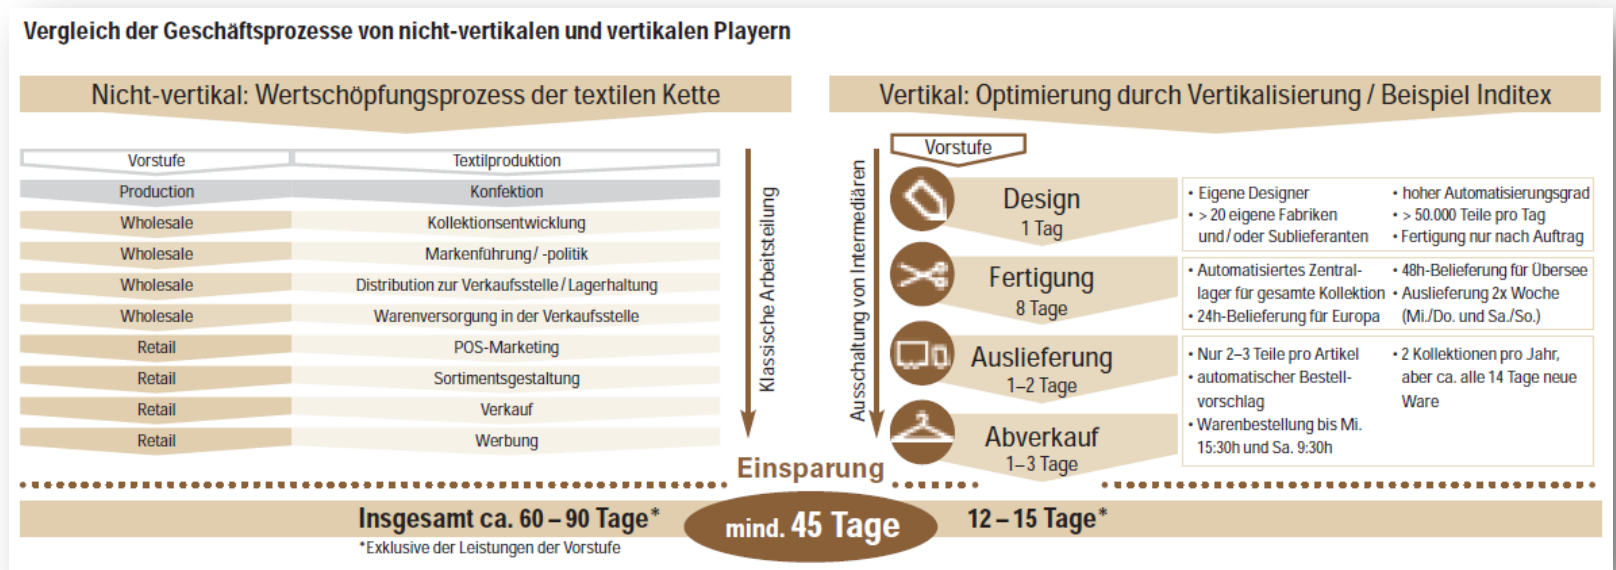 Vergleich der Geschäftsprozesse von nicht-vertikalen und vertikalen Playern
Nicht-vertikal: Wertschöpfungsprozess der textilen Kette
Vorstufe Textilproduktion
Production Konfektion
Wholesale Kollektionsentwicklung
Wholesale Markenführung/ -politik
Wholesale Distribution zur Verkaufsstelle/Lagerhaltung
Wholesale Warenversorgung in der Verkaufsstelle
Retail POS-Marketing
Retail Sortimentsgestaltung
Retail Verkauf
Retail Werbung
Klassische Arbeitsteilung
Vertikal: Optimierung durch Vertikalisierung / Beispiel Inditex
Ausschaltung von Intermediären
Vorstufe
Design
1 Tag
• Eigene Designer
• > 20 eigene Fabriken
und/oder Sublieferanten
• hoher Automatisierungsgrad
• > 50.000 Teile pro Tag
• Fertigung nur nach Auftrag
Fertigung
8 Tage
• Automatisiertes Zentral-
lager für gesamte Kollektion
• 24h-Belieferung für Europa
• 48h-Belieferung für Übersee
• Auslieferung 2x Woche
(Mi./Do. und Sa./So.)
Auslieferung
1–2 Tage
• Nur 2–3 Teile pro Artikel
• automatischer Bestell-
vorschlag
• Warenbestellung bis Mi.
15:30h und Sa. 9:30h
• 2 Kollektionen pro Jahr,
aber ca. alle 14 Tage neue
Ware
Abverkauf
1–3 Tage
Einsparung
Insgesamt ca. 60 – 90 Tage*
*Exklusive der Leistungen der Vorstufe
mind. 45 Tage
12 – 15 Tage*